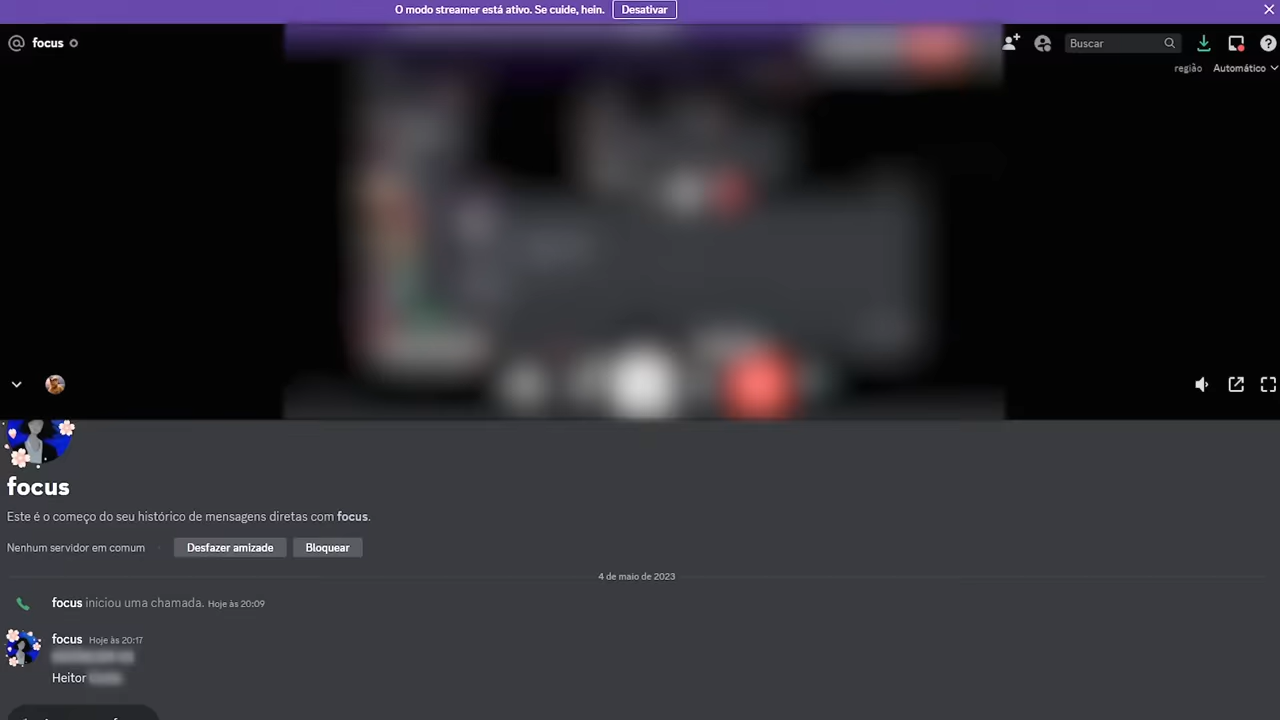 O modo streamer está ativo. Se cuide, hein. Desativar
focus
Buscar
região Automático
focus
Este é o começo do seu histórico de mensagens diretas com focus.
Nenhum servidor em comum Desfazer amizade Bloquear
4 de maio de 2023
focus iniciou uma chamada. Hoje às 20:09
focus Hoje às 20:17
Heitor